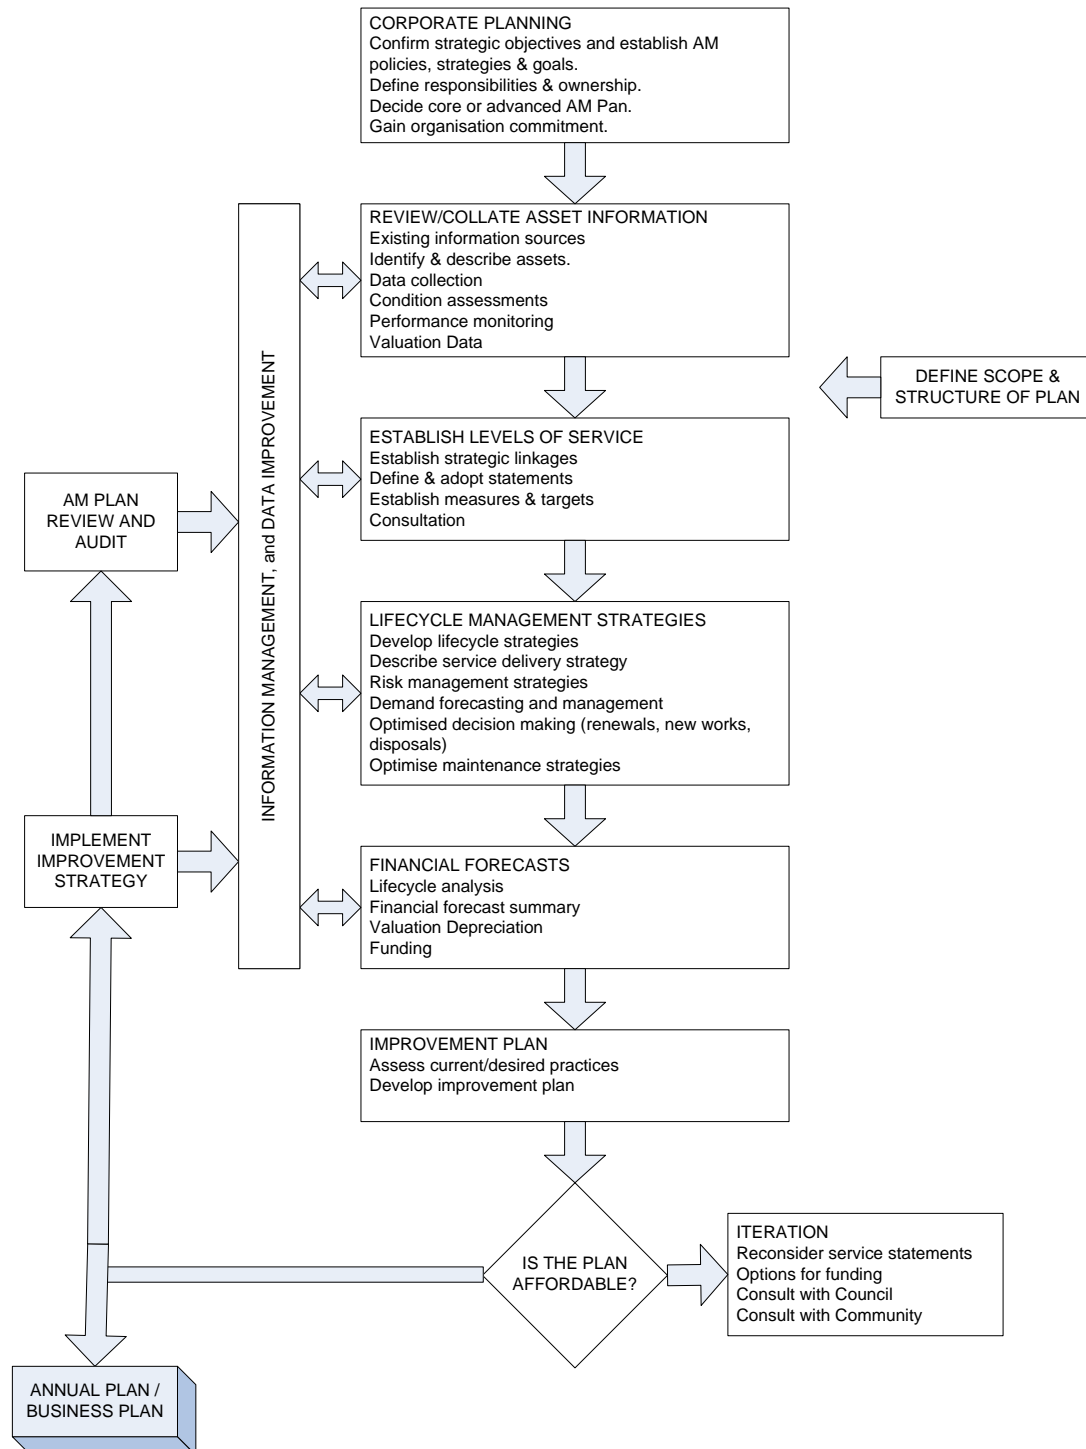 CORPORATE PLANNING
Confirm strategic objectives and establish AM
policies, strategies & goals.
Define responsibilities & ownership.
Decide core or advanced AM Pan.
Gain organisation commitment.
REVIEW/COLLATE ASSET INFORMATION
Existing information sources
Identify & describe assets.
Data collection
Condition assessments
Performance monitoring
Valuation Data
DEFINE SCOPE &
STRUCTURE OF PLAN
INFORMATION MANAGEMENT, and DATA IMPROVEMENT
ESTABLISH LEVELS OF SERVICE
Establish strategic linkages
Define & adopt statements
Establish measures & targets
Consultation
AM PLAN
REVIEW AND
AUDIT
LIFECYCLE MANAGEMENT STRATEGIES
Develop lifecycle strategies
Describe service delivery strategy
Risk management strategies
Demand forecasting and management
Optimised decision making (renewals, new works,
disposals)
Optimise maintenance strategies
IMPLEMENT
IMPROVEMENT
STRATEGY
FINANCIAL FORECASTS
Lifecycle analysis
Financial forecast summary
Valuation Depreciation
Funding
IMPROVEMENT PLAN
Assess current/desired practices
Develop improvement plan
IS THE PLAN
AFFORDABLE?
ITERATION
Reconsider service statements
Options for funding
Consult with Council
Consult with Community
ANNUAL PLAN /
BUSINESS PLAN